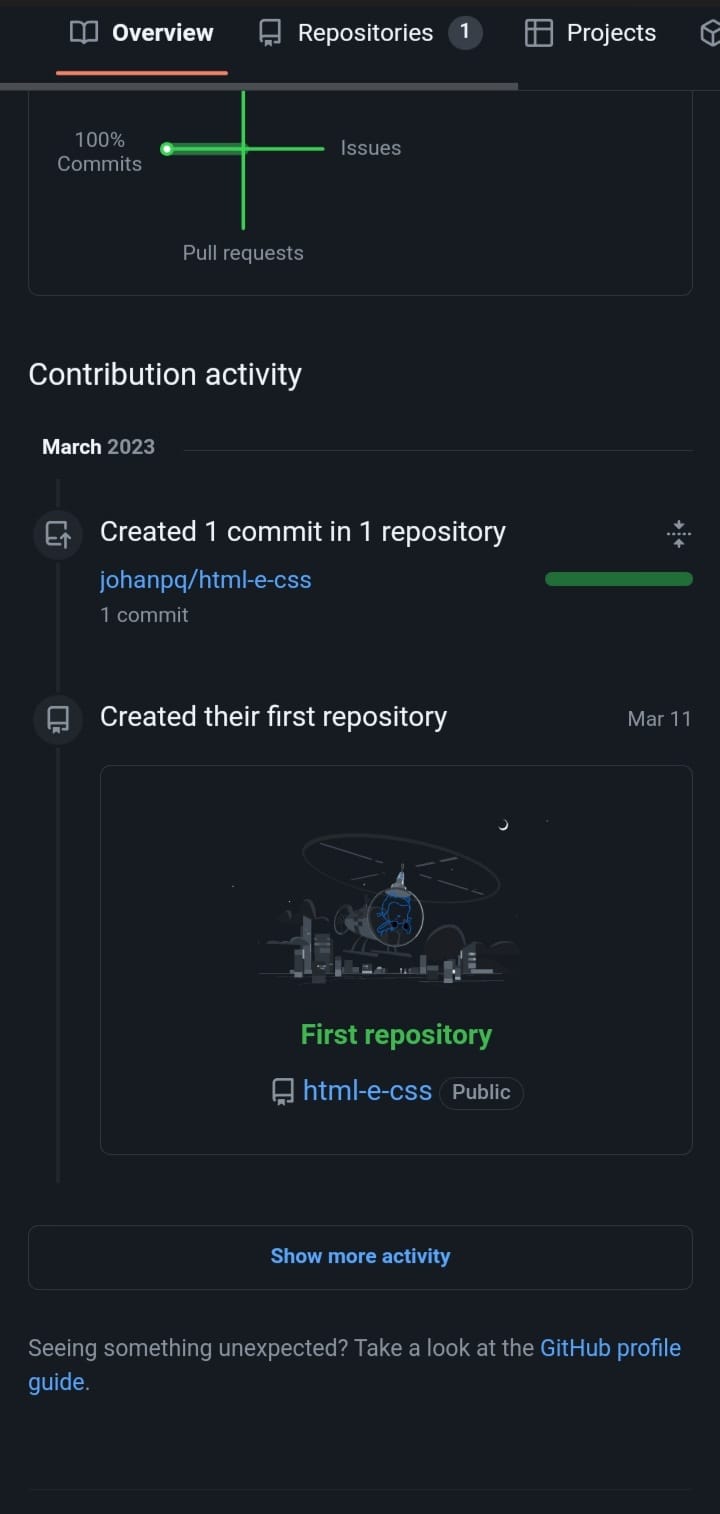 Overview Repositories 1 Projects
100%
Commits
Issues
Pull requests
Contribution activity
March 2023
Created 1 commit in 1 repository
johanpq/html-e-css
1 commit
Created their first repository Mar 11
First repository
html-e-css Public
Show more activity
Seeing something unexpected? Take a look at the GitHub profile
guide.